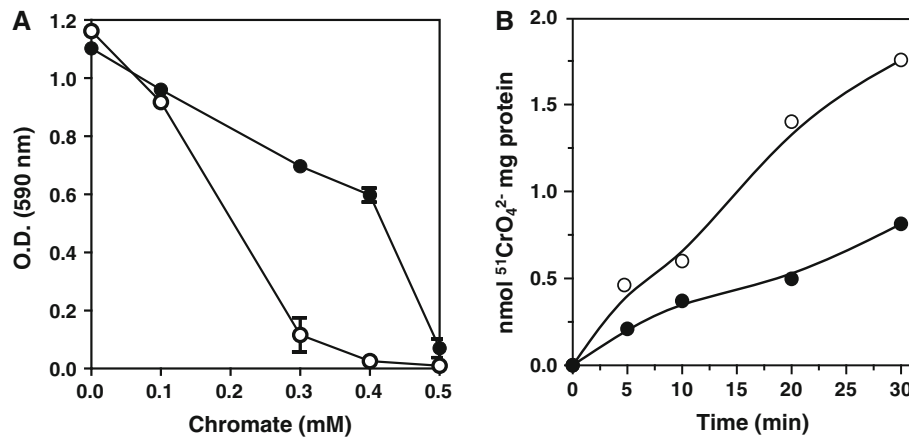 A
O.D. (590 nm)
1.2
1.0
0.8
0.6
0.4
0.2
0.0
0.0 0.1 0.2 0.3 0.4 0.5
Chromate (mM)
B
nmol ⁵¹CrO₄²⁻ mg protein
2.0
1.5
1.0
0.5
0.0
0 5 10 15 20 25 30
Time (min)